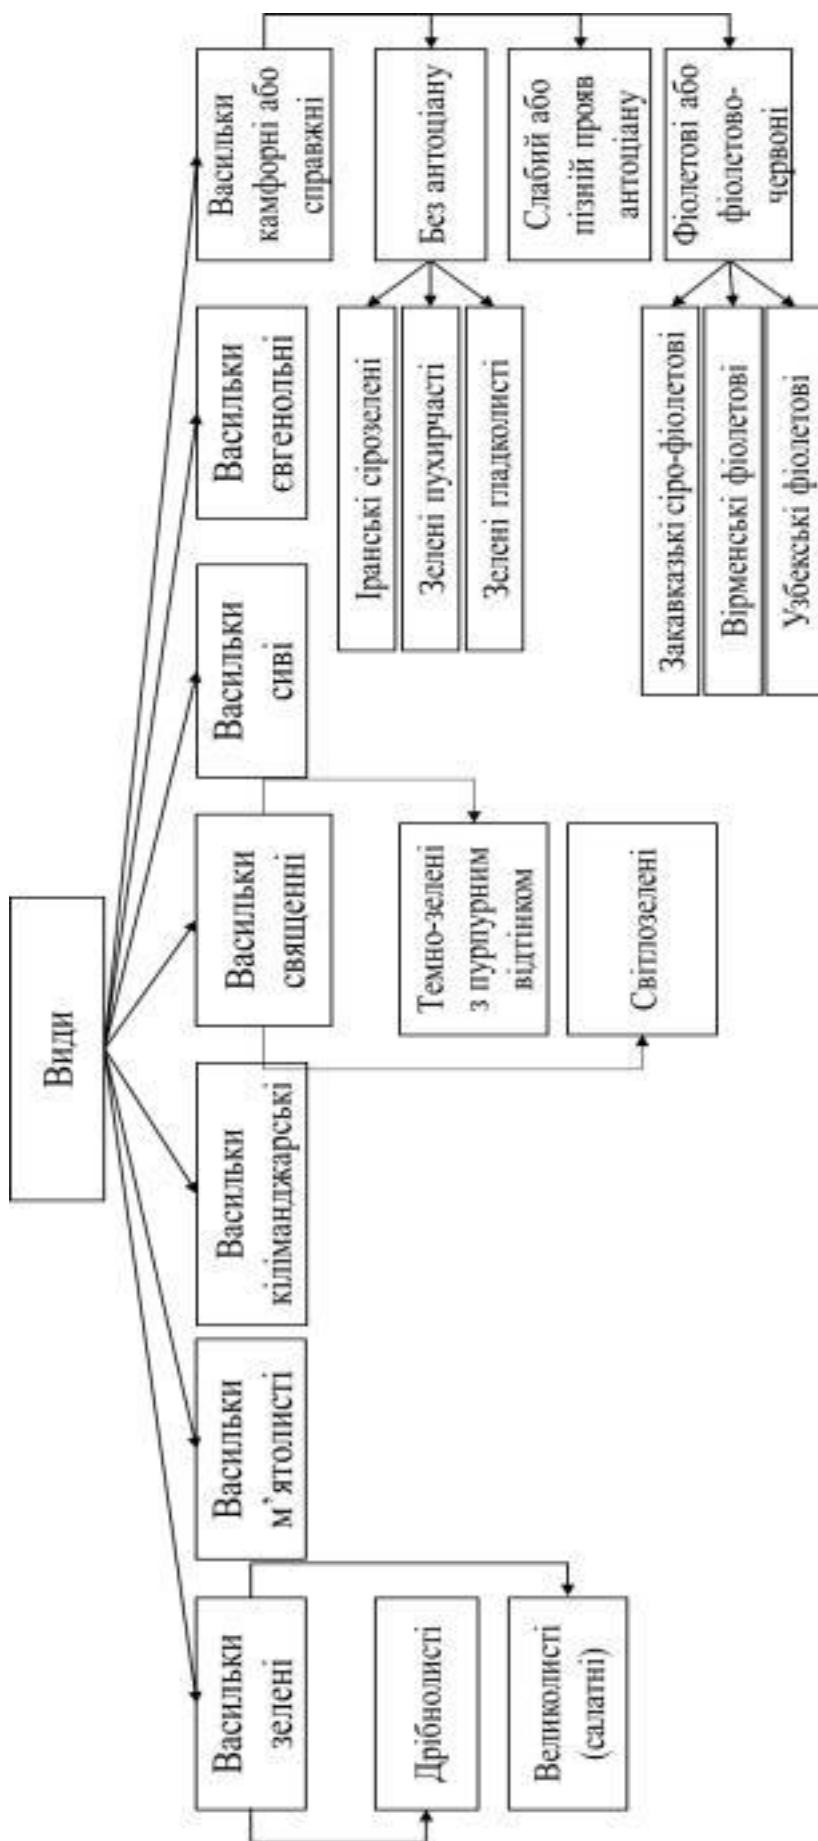 Види
Васильки
зелені
Васильки
м’ятолисті
Васильки
кіліманджарські
Васильки
священні
Васильки
сиві
Васильки
євгенольні
Васильки
камфорні або
справжні
Дрібнолисті
Великолисті
(салатні)
Темно-зелені
з пурпурним
відтінком
Світлозелені
Без антоціану
Іранські сірозелені
Зелені пухирчасті
Зелені гладколисті
Слабий або
пізній прояв
антоціану
Фіолетові або
фіолетово-
червоні
Закавказькі сіро-фіолетові
Вірменські фіолетові
Узбекські фіолетові